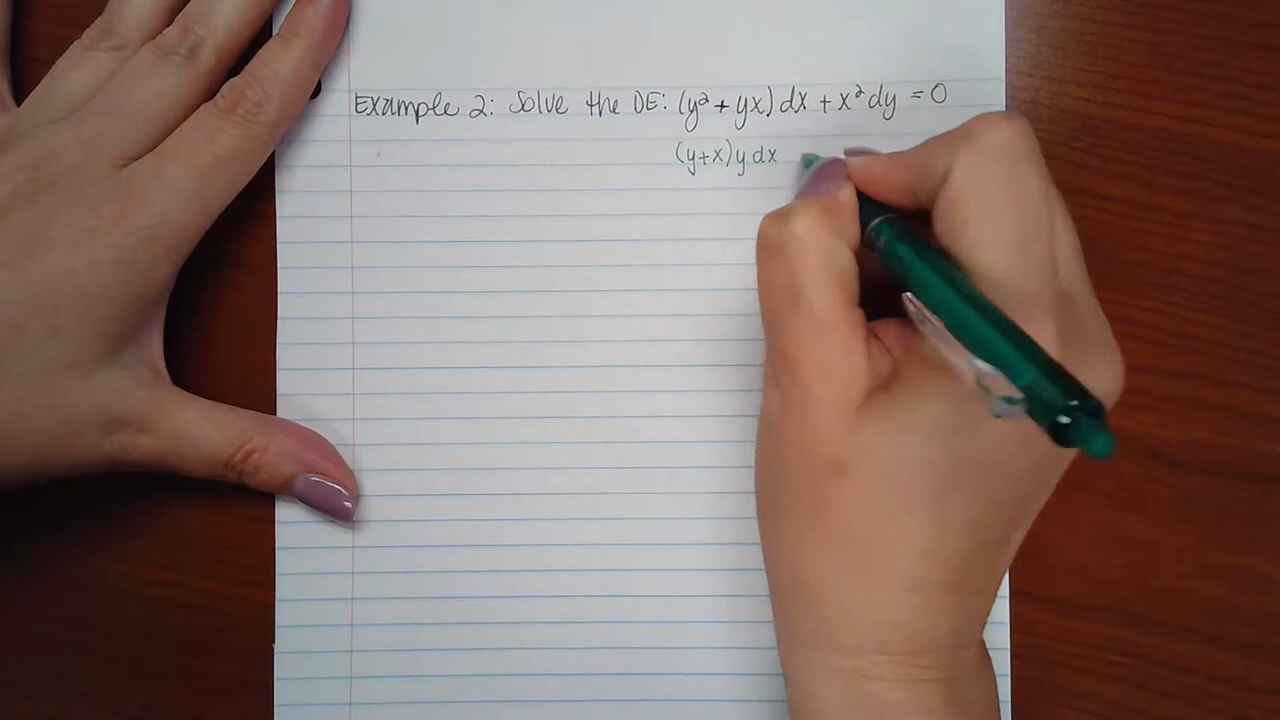 Example 2: Solve the DE: (y² + yx) dx + x² dy = 0
(y+x)y dx